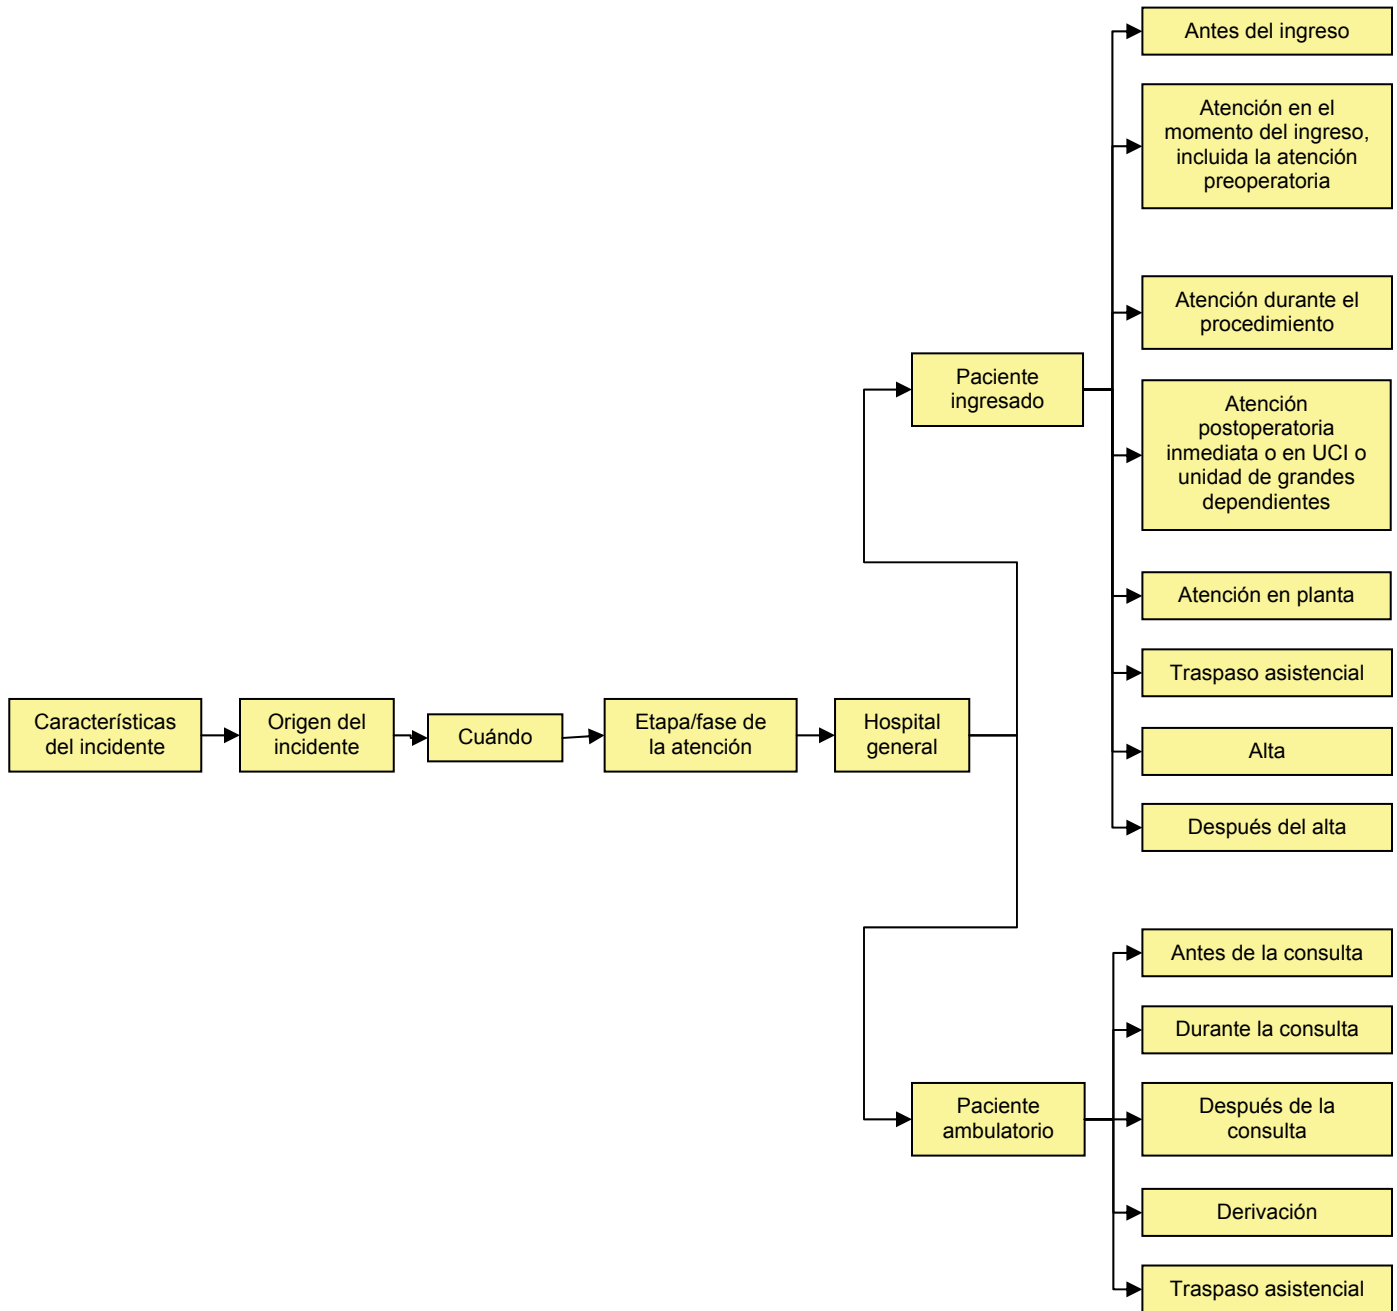 Antes del ingreso
Atención en el
momento del ingreso,
incluida la atención
preoperatoria
Atención durante el
procedimiento
Paciente
ingresado
Atención
postoperatoria
inmediata o en UCI o
unidad de grandes
dependientes
Atención en planta
Traspaso asistencial
Características
del incidente
Origen del
incidente
Cuándo
Etapa/fase de
la atención
Hospital
general
Alta
Después del alta
Antes de la consulta
Durante la consulta
Paciente
ambulatorio
Después de la
consulta
Derivación
Traspaso asistencial